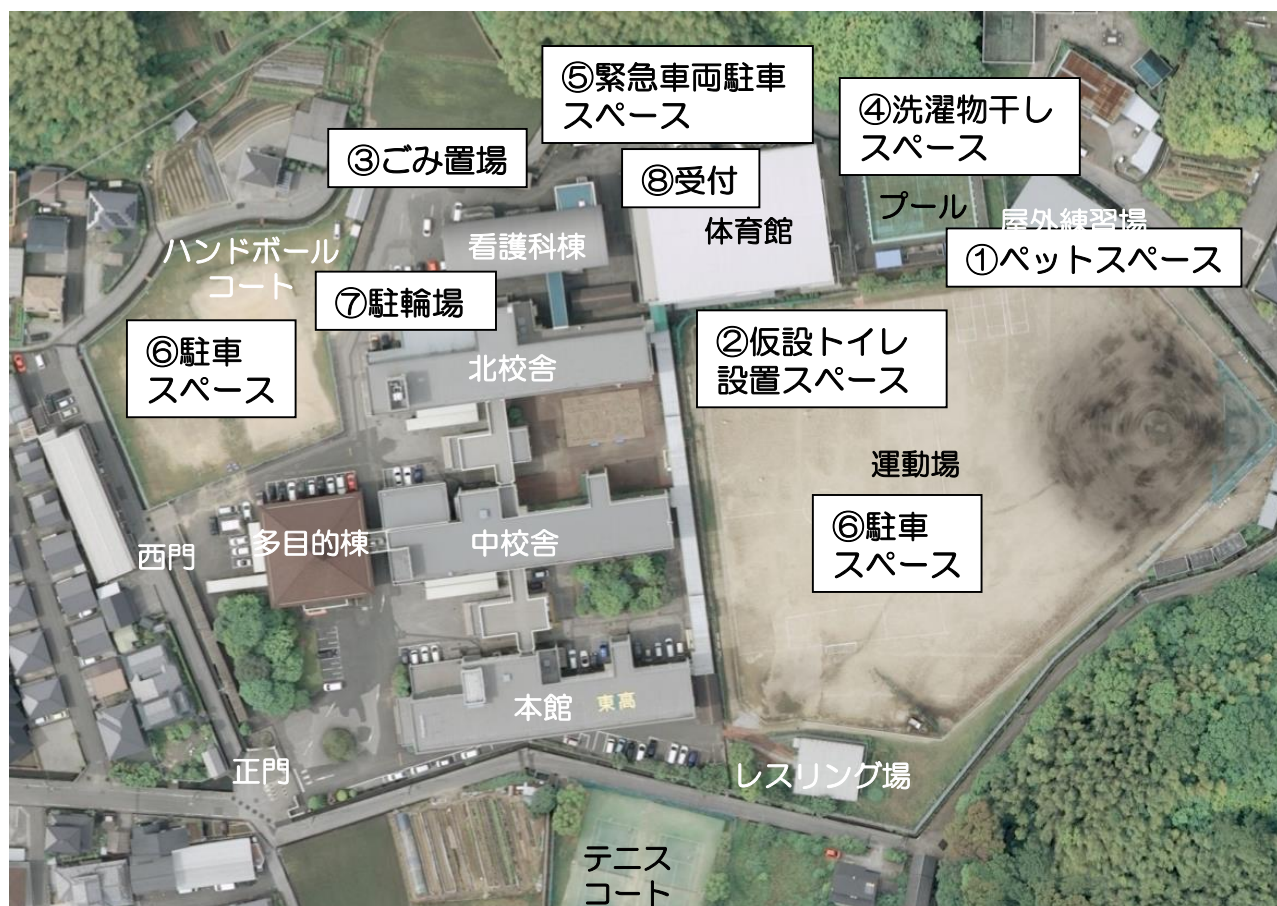 ⑤緊急車両駐車
スペース
④洗濯物干し
スペース
③ごみ置場
⑧受付
プール
屋外練習場
体育館
ハンドボール
コート
看護科棟
①ペットスペース
⑦駐輪場
⑥駐車
スペース
北校舎
②仮設トイレ
設置スペース
運動場
⑥駐車
スペース
西門
多目的棟
中校舎
本館
東高
正門
レスリング場
テニス
コート